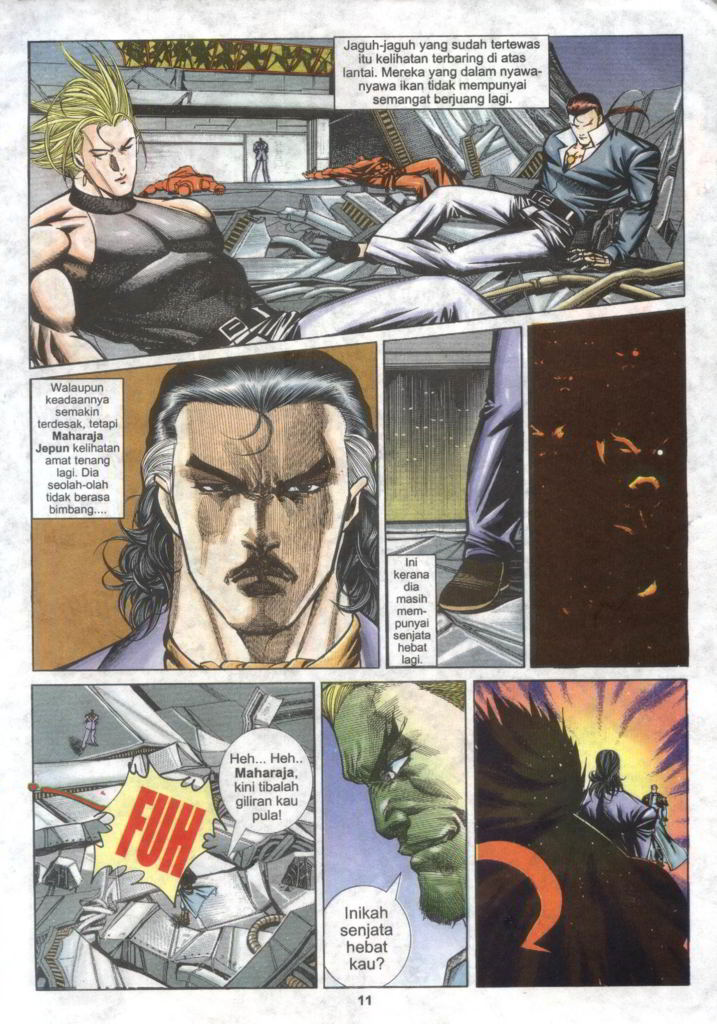 Jaguh-jaguh yang sudah tertewas
itu kelihatan terbaring di atas
lantai. Mereka yang dalam nyawa-
nyawa ikan tidak mempunyai
semangat berjuang lagi.
Walaupun
keadaannya
semakin
terdesak, tetapi
Maharaja
Jepun kelihatan
amat tenang
lagi. Dia
seolah-olah
tidak berasa
bimbang....
Ini
kerana
dia
masih
mem-
punyai
senjata
hebat
lagi.
FUH
Heh... Heh..
Maharaja,
kini tibalah
giliran kau
pula!
Inikah
senjata
hebat
kau?
11